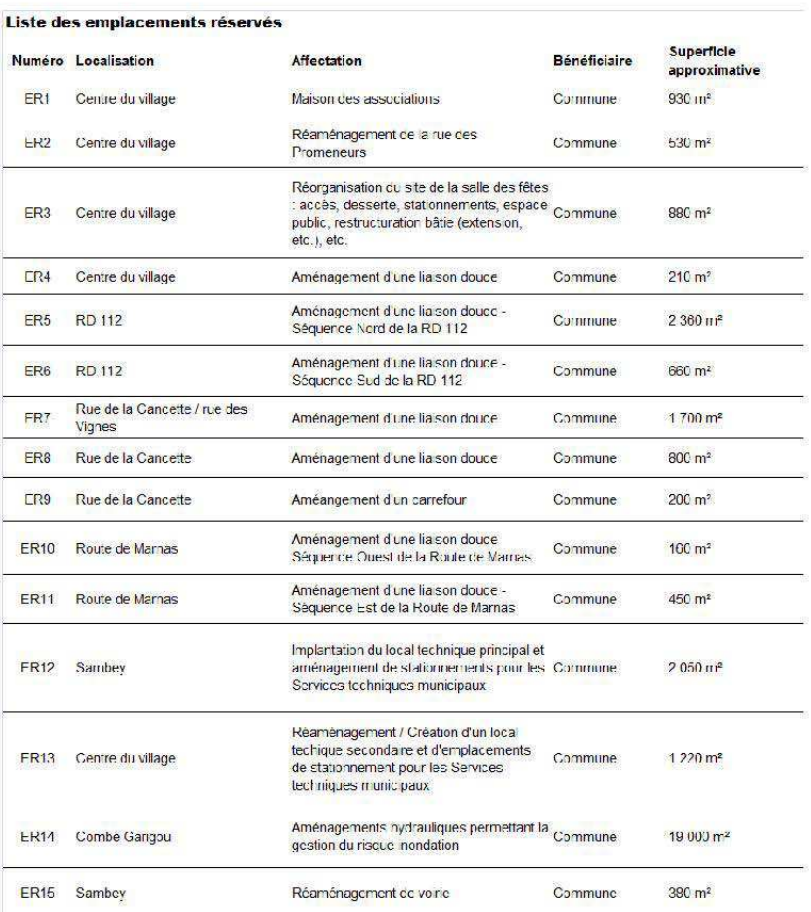 Liste des emplacements réservés
Numéro Localisation Affectation Bénéficiaire Superficie approximative
ER1 Centre du village Maison des associations Commune 930 m²
ER2 Centre du village Réaménagement de la rue des Promeneurs Commune 530 m²
ER3 Centre du village Réorganisation du site de la salle des fêtes
: accès, desserte, stationnements, espace
public, restructuration bâtie (extension,
etc.), etc. Commune 880 m²
ER4 Centre du village Aménagement d'une liaison douce Commune 210 m²
ER5 RD 112 Aménagement d'une liaison douce -
Séquence Nord de la RD 112 Commune 2 360 m²
ER6 RD 112 Aménagement d'une liaison douce -
Séquence Sud de la RD 112 Commune 660 m²
ER7 Rue de la Cancette / rue des
Vignes Aménagement d'une liaison douce Commune 1 700 m²
ER8 Rue de la Cancette Aménagement d'une liaison douce Commune 800 m²
ER9 Rue de la Cancette Améangement d'un carrefour Commune 200 m²
ER10 Route de Marnas Aménagement d'une liaison douce
Séquence Ouest de la Route de Marnas Commune 160 m²
ER11 Route de Marnas Aménagement d'une liaison douce -
Séquence Est de la Route de Marnas Commune 450 m²
ER12 Sambey Implantation du local technique principal et
aménagement de stationnements pour les
Services techniques municipaux Commune 2 050 m²
ER13 Centre du village Réaménagement / Création d'un local
techique secondaire et d'emplacements
de stationnement pour les Services
techniques municipaux Commune 1 220 m²
ER14 Combe Garigou Aménagements hydrauliques permettant la
gestion du risque inondation Commune 19 000 m²
ER15 Sambey Réaménagement de voirie Commune 380 m²